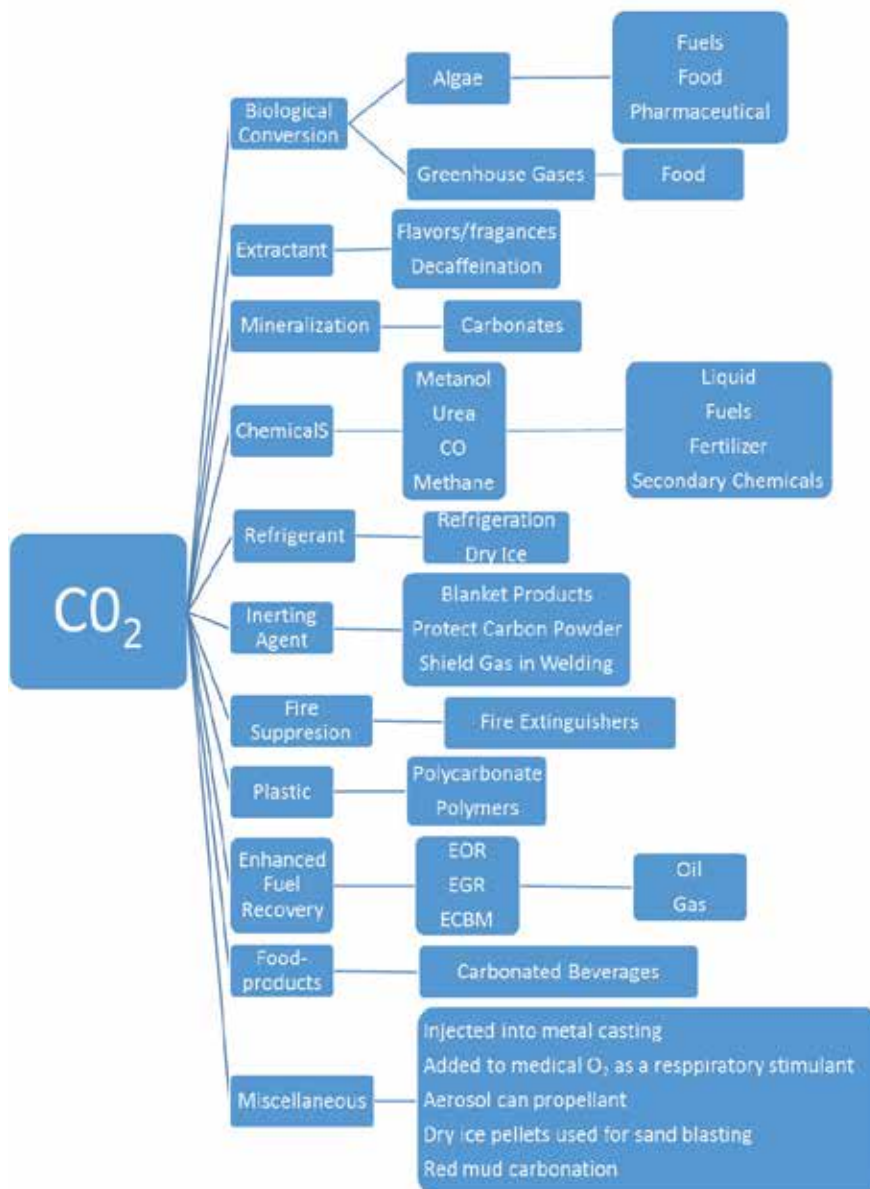 CO₂
Biological
Conversion
Algae
Fuels
Food
Pharmaceutical
Greenhouse Gases
Food
Extractant
Flavors/fragances
Decaffeination
Mineralization
Carbonates
ChemicalS
Metanol
Urea
CO
Methane
Liquid
Fuels
Fertilizer
Secondary Chemicals
Refrigerant
Refrigeration
Dry Ice
Inerting
Agent
Blanket Products
Protect Carbon Powder
Shield Gas in Welding
Fire
Suppresion
Fire Extinguishers
Plastic
Polycarbonate
Polymers
Enhanced
Fuel
Recovery
EOR
EGR
ECBM
Oil
Gas
Food-
products
Carbonated Beverages
Miscellaneous
Injected into metal casting
Added to medical O₂ as a resppiratory stimulant
Aerosol can propellant
Dry ice pellets used for sand blasting
Red mud carbonation